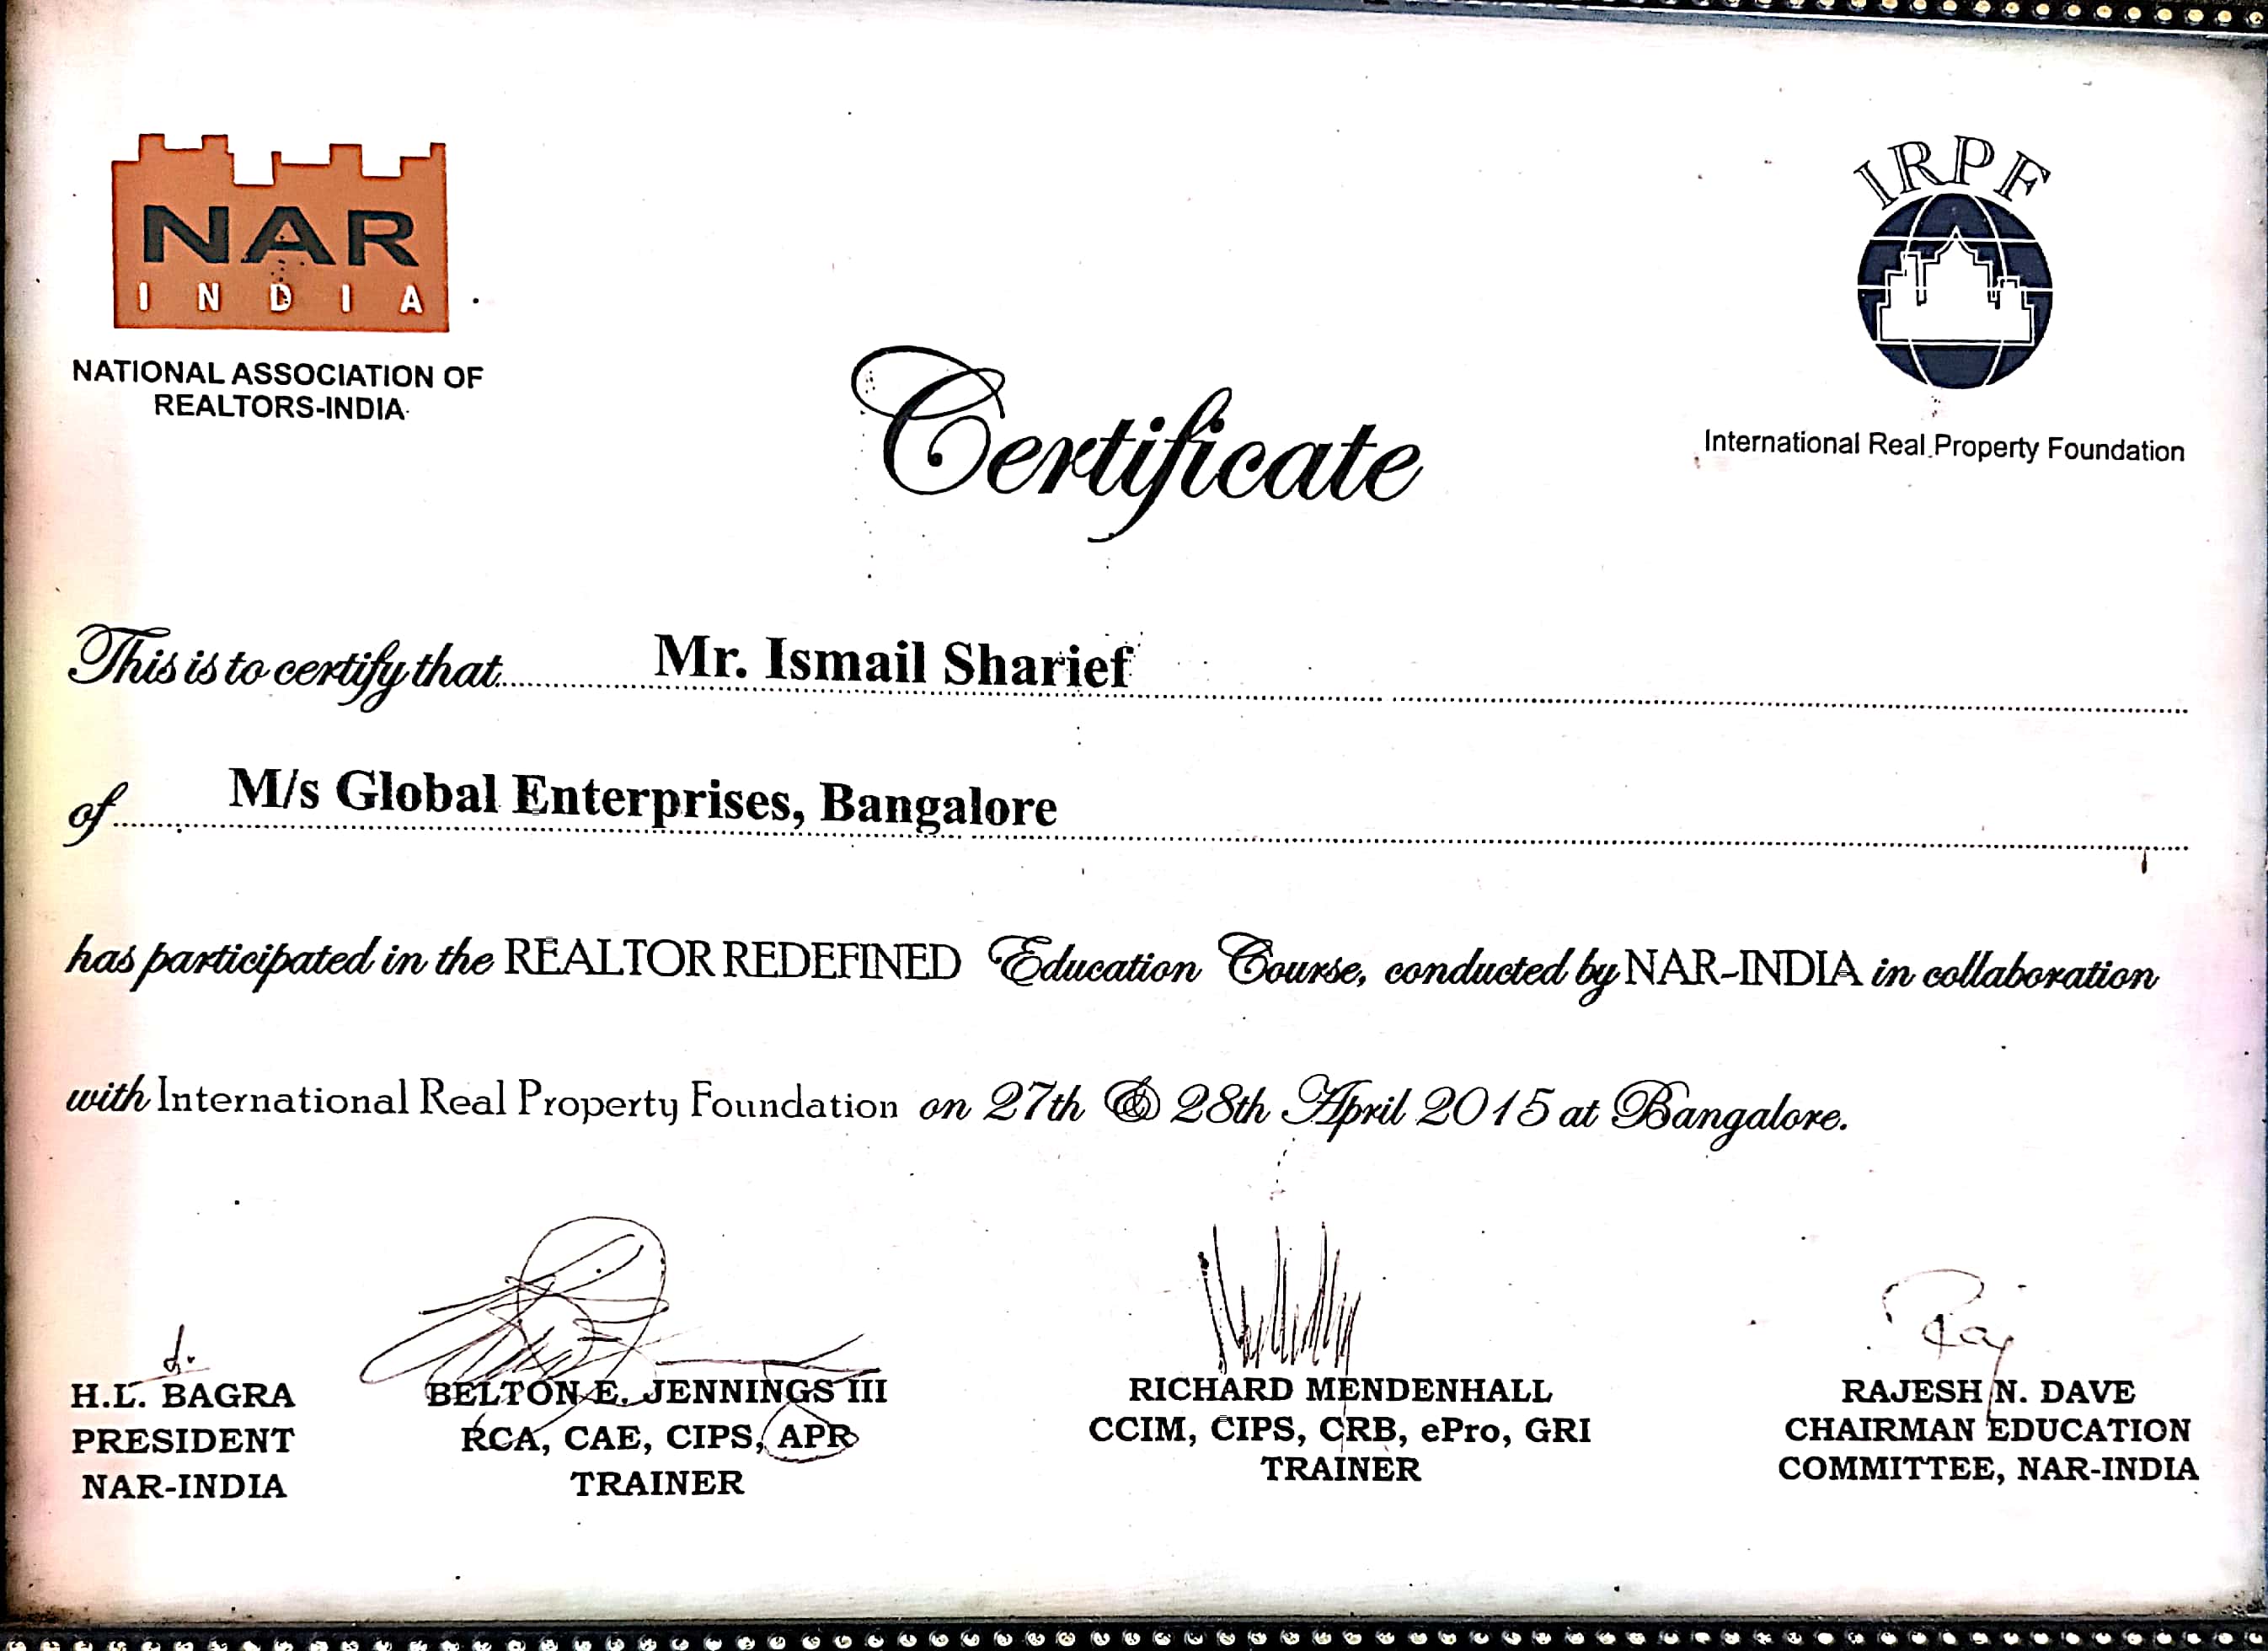 NAR
INDIA
NATIONAL ASSOCIATION OF
REALTORS-INDIA
IRPF
International Real Property Foundation
Certificate
This is to certify that Mr. Ismail Sharief
of M/s Global Enterprises, Bangalore
has participated in the REALTOR REDEFINED Education Course, conducted by NAR-INDIA in collaboration
with International Real Property Foundation on 27th & 28th April 2015 at Bangalore.
Raj
H.L. BAGRA
PRESIDENT
NAR-INDIA
BELTON E. JENNINGS III
RCA, CAE, CIPS, APR
TRAINER
RICHARD MENDENHALL
CCIM, CIPS, CRB, ePro, GRI
TRAINER
RAJESH N. DAVE
CHAIRMAN EDUCATION
COMMITTEE, NAR-INDIA